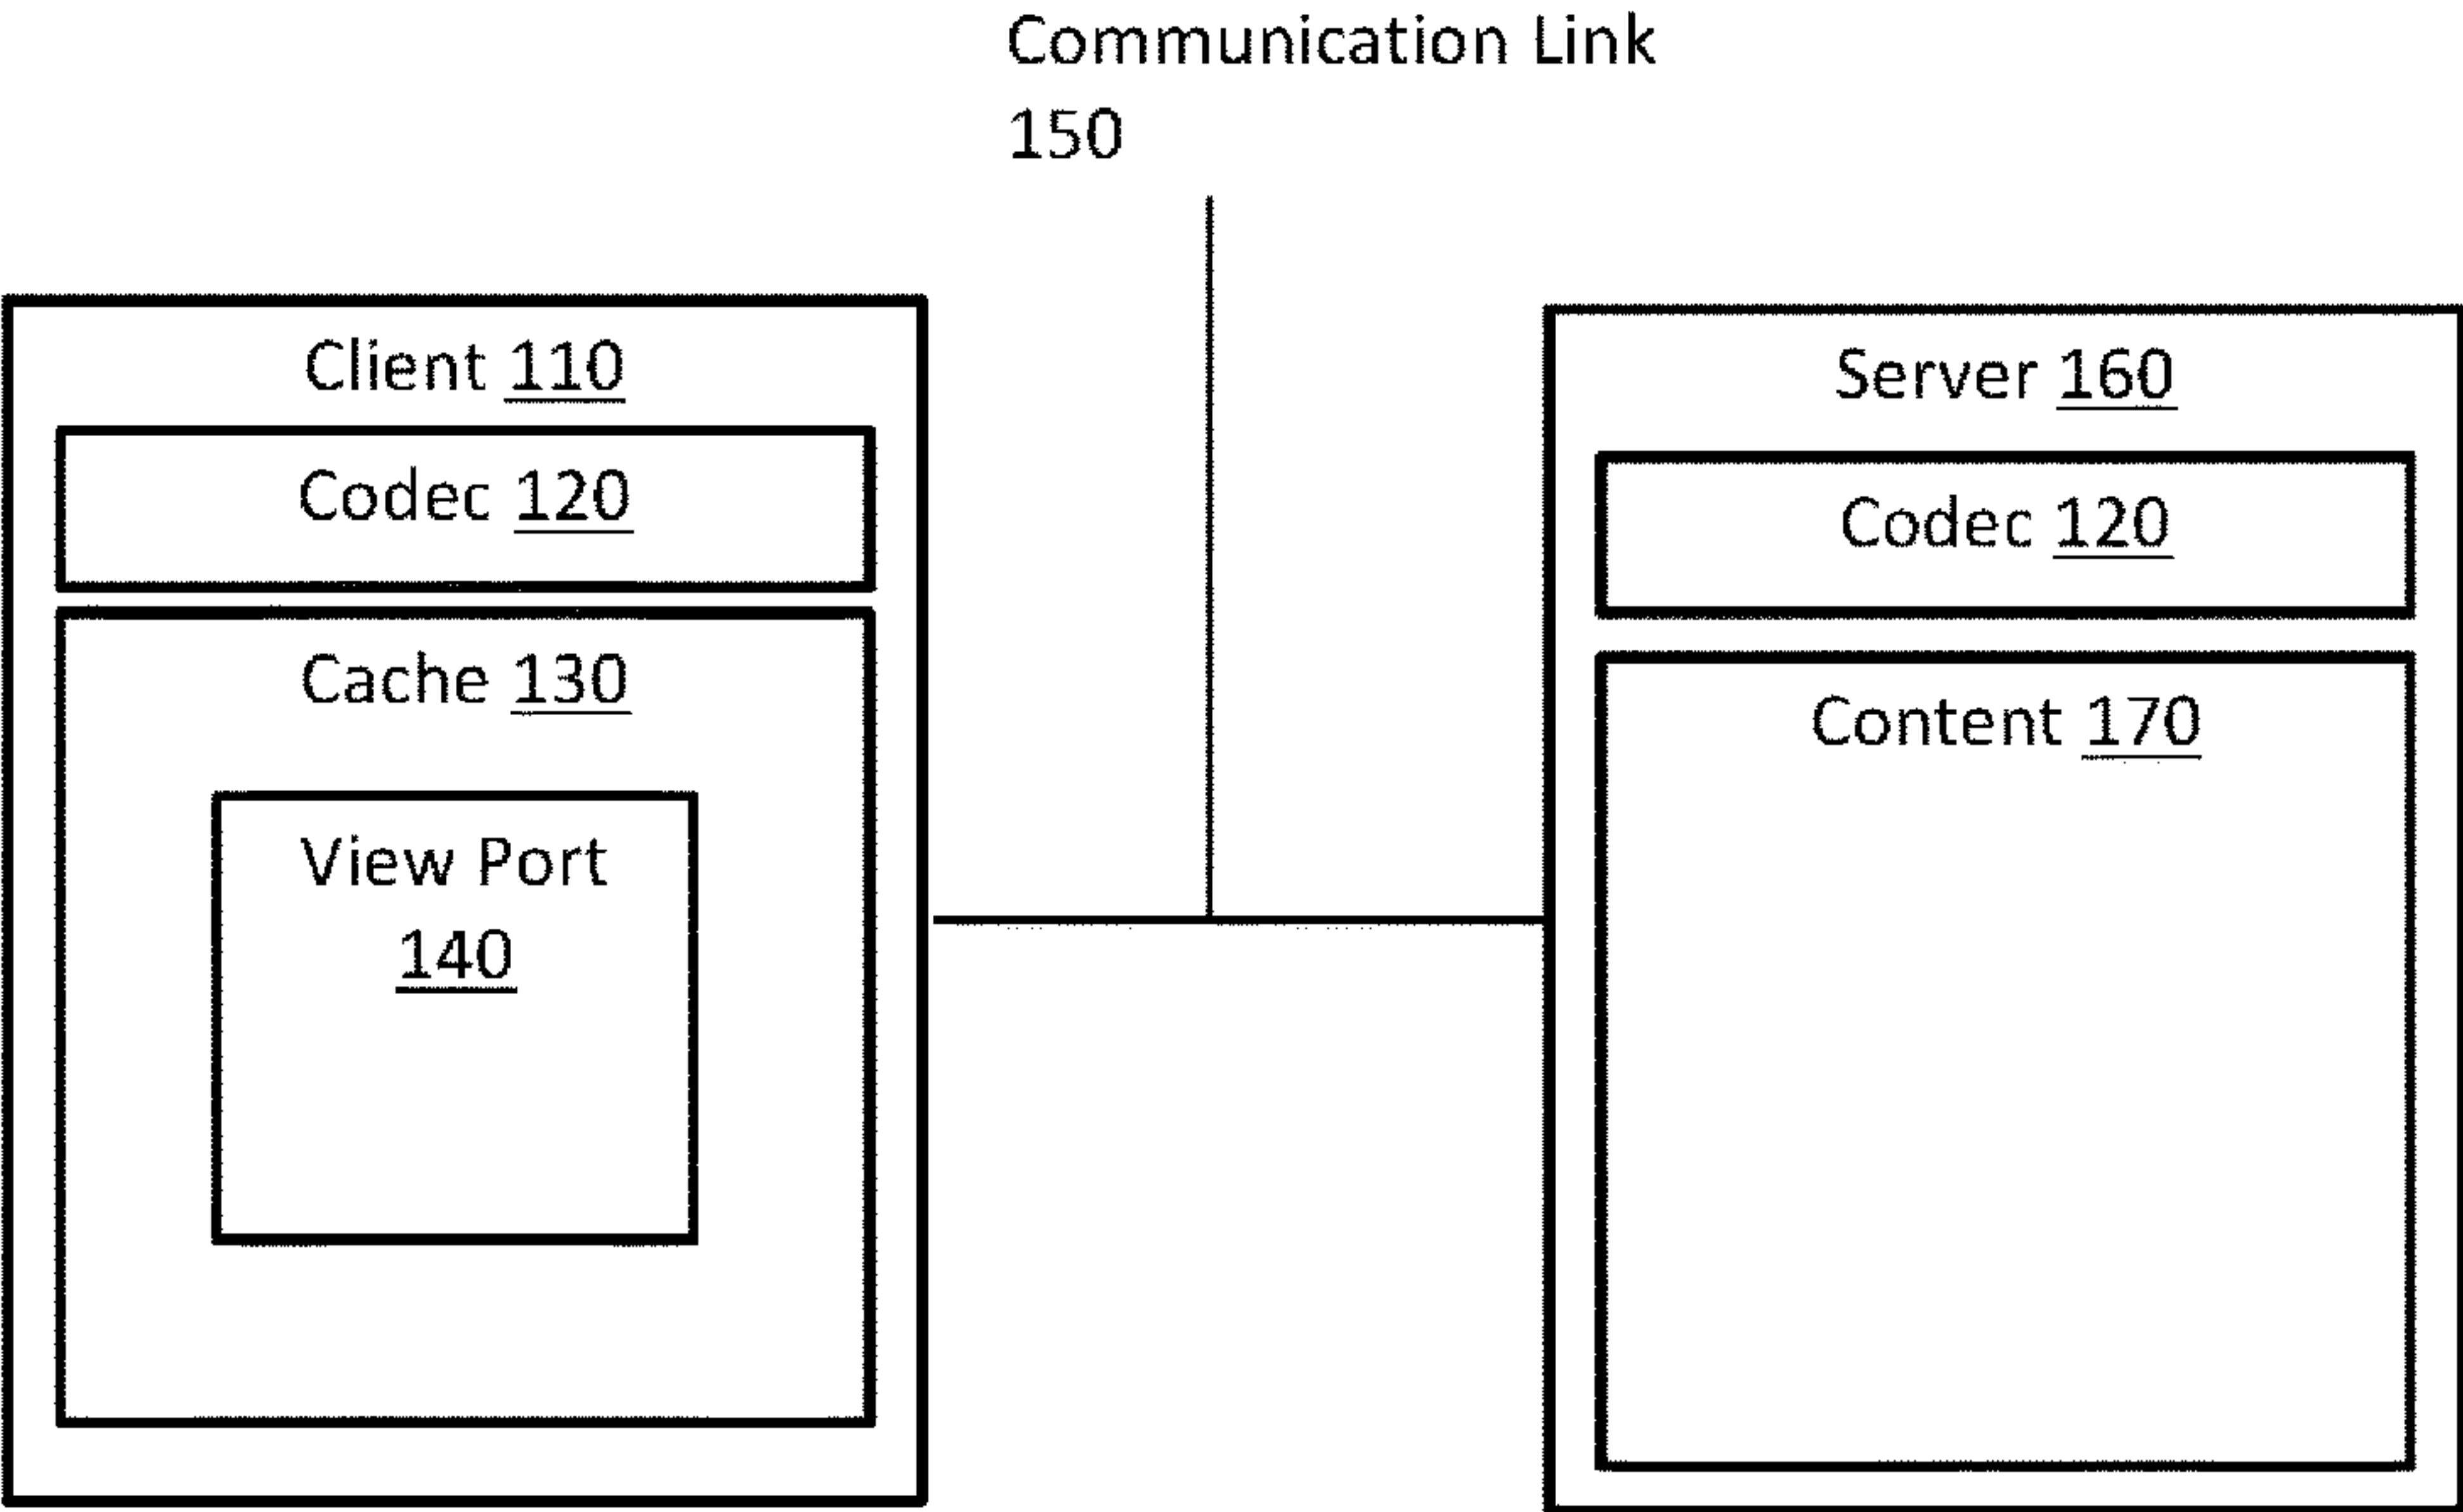 Communication Link
150
Client 110
Codec 120
Cache 130
View Port
140
Server 160
Codec 120
Content 170